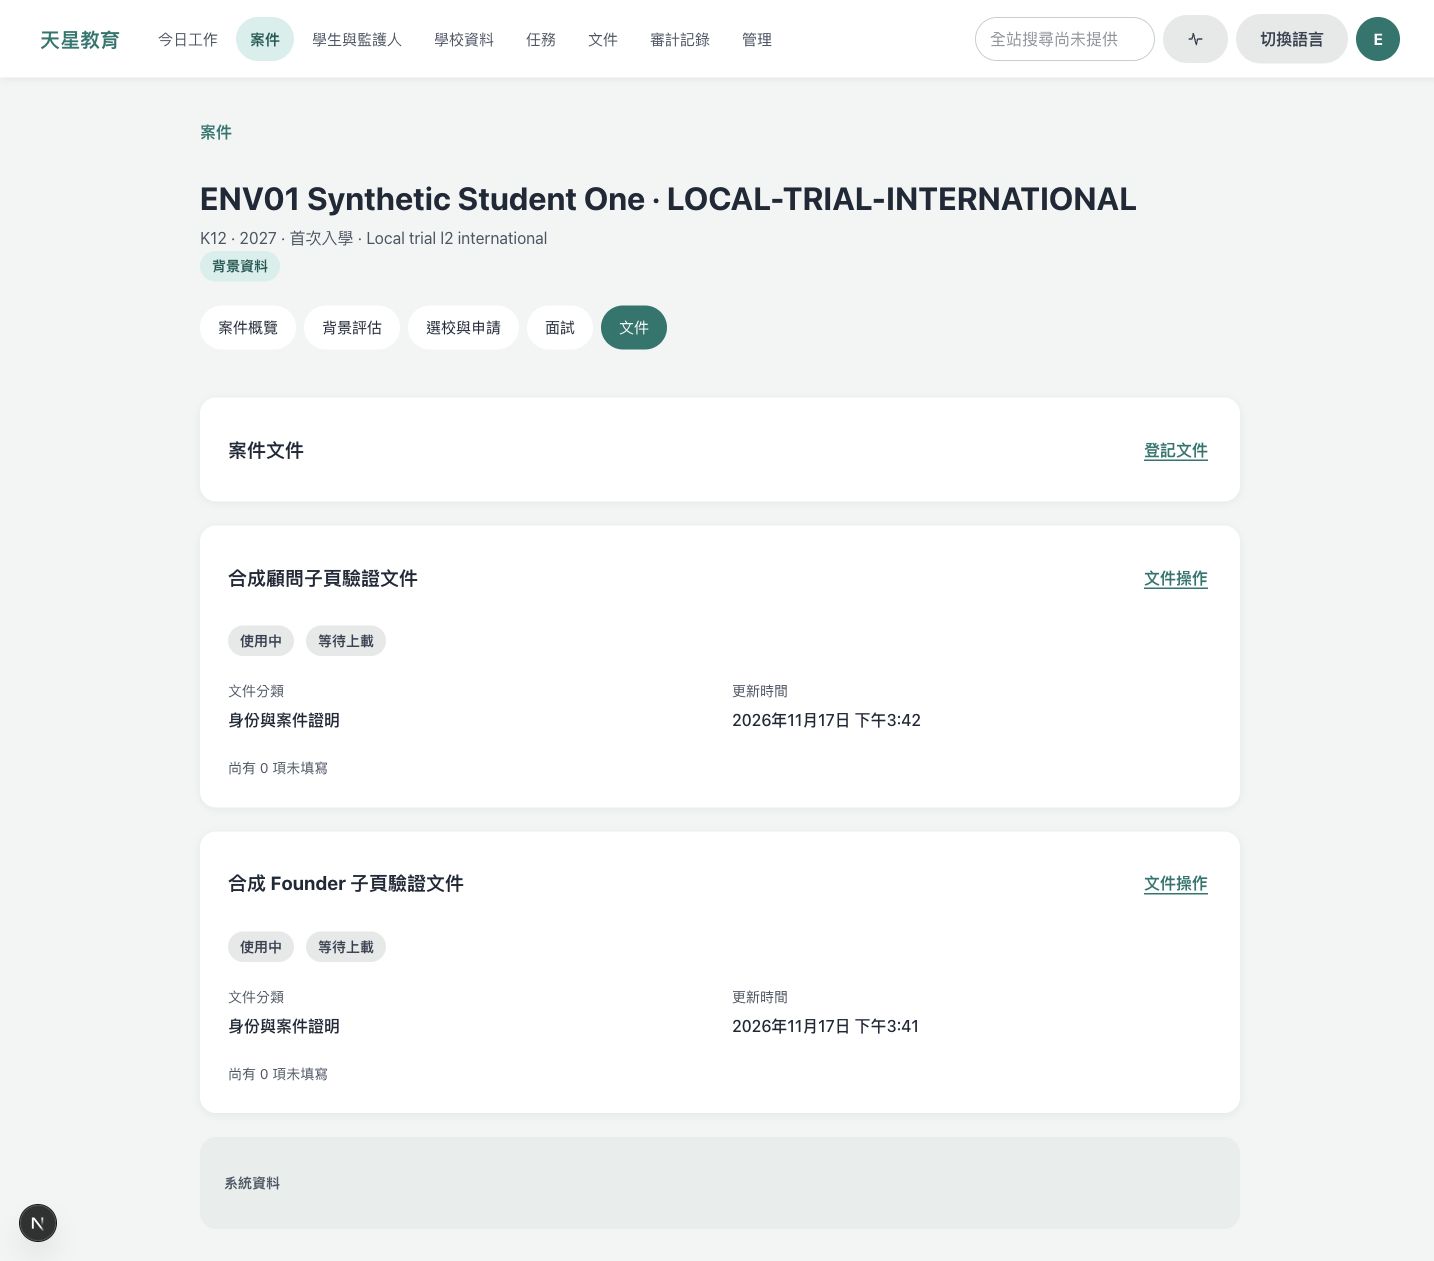 天星教育 今日工作 案件 學生與監護人 學校資料 任務 文件 審計記錄 管理 全站搜尋尚未提供 切換語言 E
案件
ENV01 Synthetic Student One · LOCAL-TRIAL-INTERNATIONAL
K12 · 2027 · 首次入學 · Local trial I2 international
背景資料
案件概覽 背景評估 選校與申請 面試 文件
案件文件 登記文件
合成顧問子頁驗證文件 文件操作
使用中 等待上載
文件分類 更新時間
身份與案件證明 2026年11月17日 下午3:42
尚有 0 項未填寫
合成 Founder 子頁驗證文件 文件操作
使用中 等待上載
文件分類 更新時間
身份與案件證明 2026年11月17日 下午3:41
尚有 0 項未填寫
系統資料
N